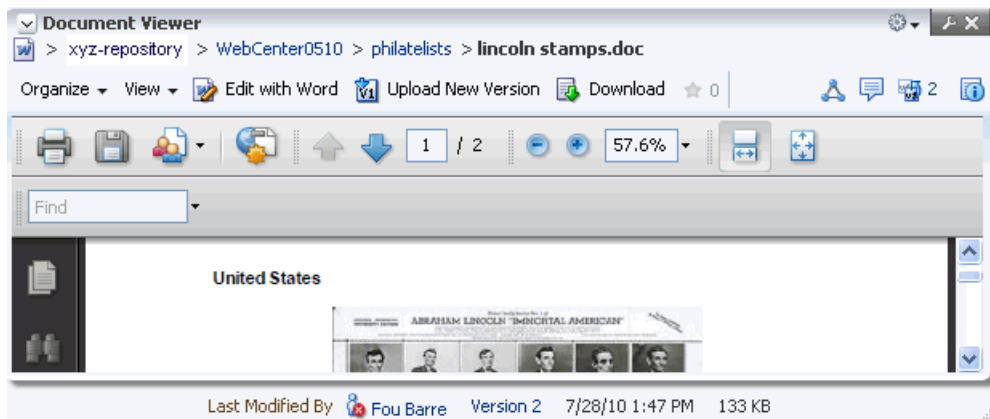 Document Viewer
> xyz-repository > WebCenter0510 > philatelists > lincoln stamps.doc
Organize View Edit with Word Upload New Version Download 0 2
1 / 2 57.6%
Find
United States
ABRAHAM LINCOLN "IMMORTAL AMERICAN"
Last Modified By Fou Barre Version 2 7/28/10 1:47 PM 133 KB